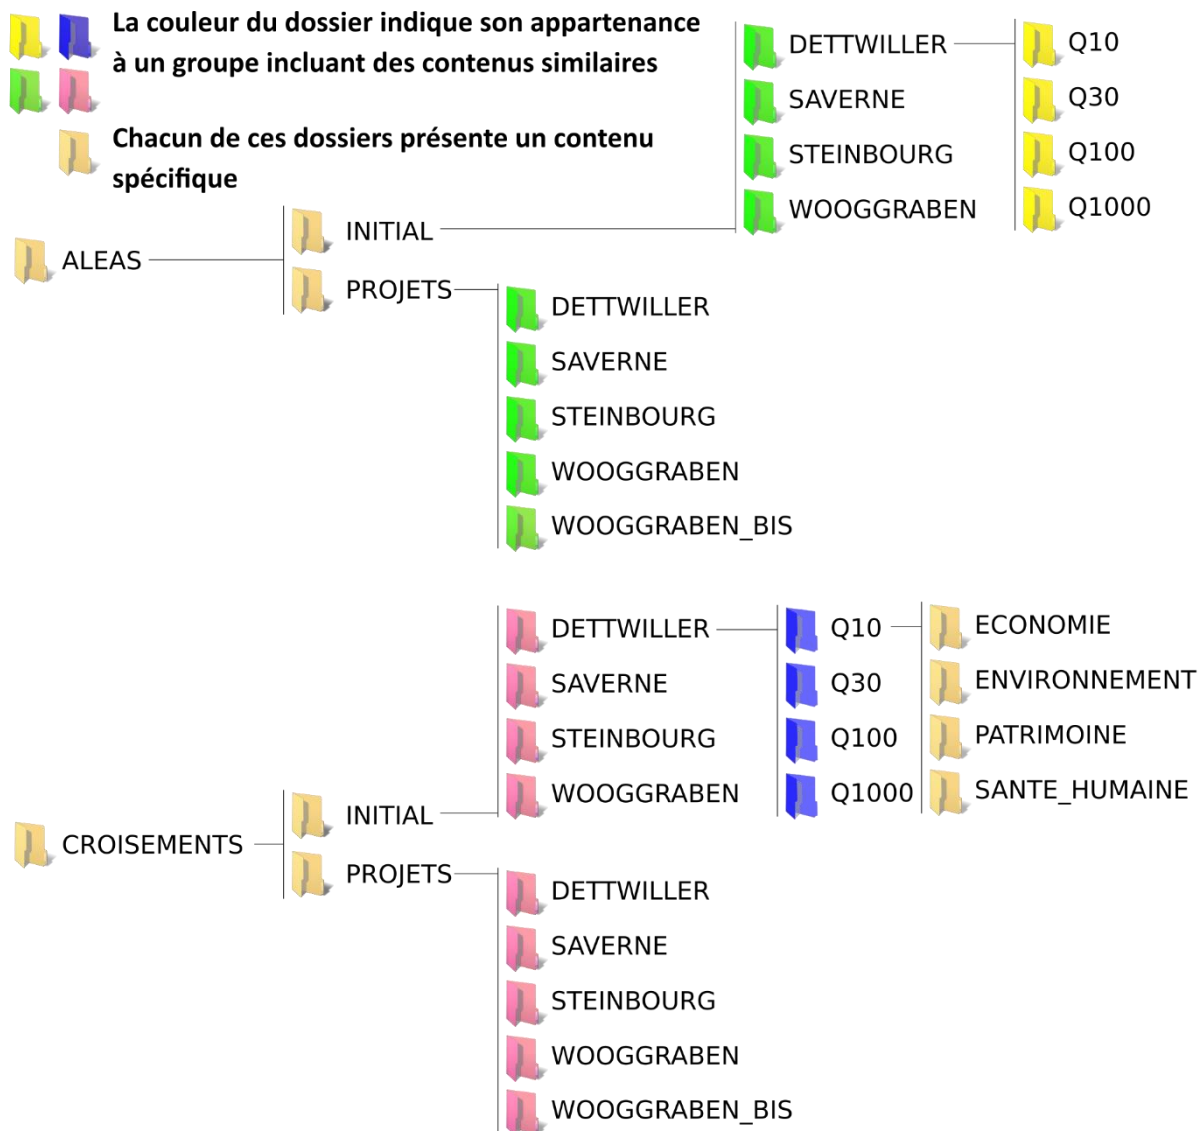 La couleur du dossier indique son appartenance
à un groupe incluant des contenus similaires
Chacun de ces dossiers présente un contenu
spécifique
ALEAS
INITIAL
DETTWILLER
Q10
Q30
Q100
Q1000
SAVERNE
STEINBOURG
WOOGGRABEN
PROJETS
DETTWILLER
SAVERNE
STEINBOURG
WOOGGRABEN
WOOGGRABEN_BIS
CROISEMENTS
INITIAL
DETTWILLER
Q10
ECONOMIE
ENVIRONNEMENT
PATRIMOINE
SANTE_HUMAINE
Q30
Q100
Q1000
SAVERNE
STEINBOURG
WOOGGRABEN
PROJETS
DETTWILLER
SAVERNE
STEINBOURG
WOOGGRABEN
WOOGGRABEN_BIS